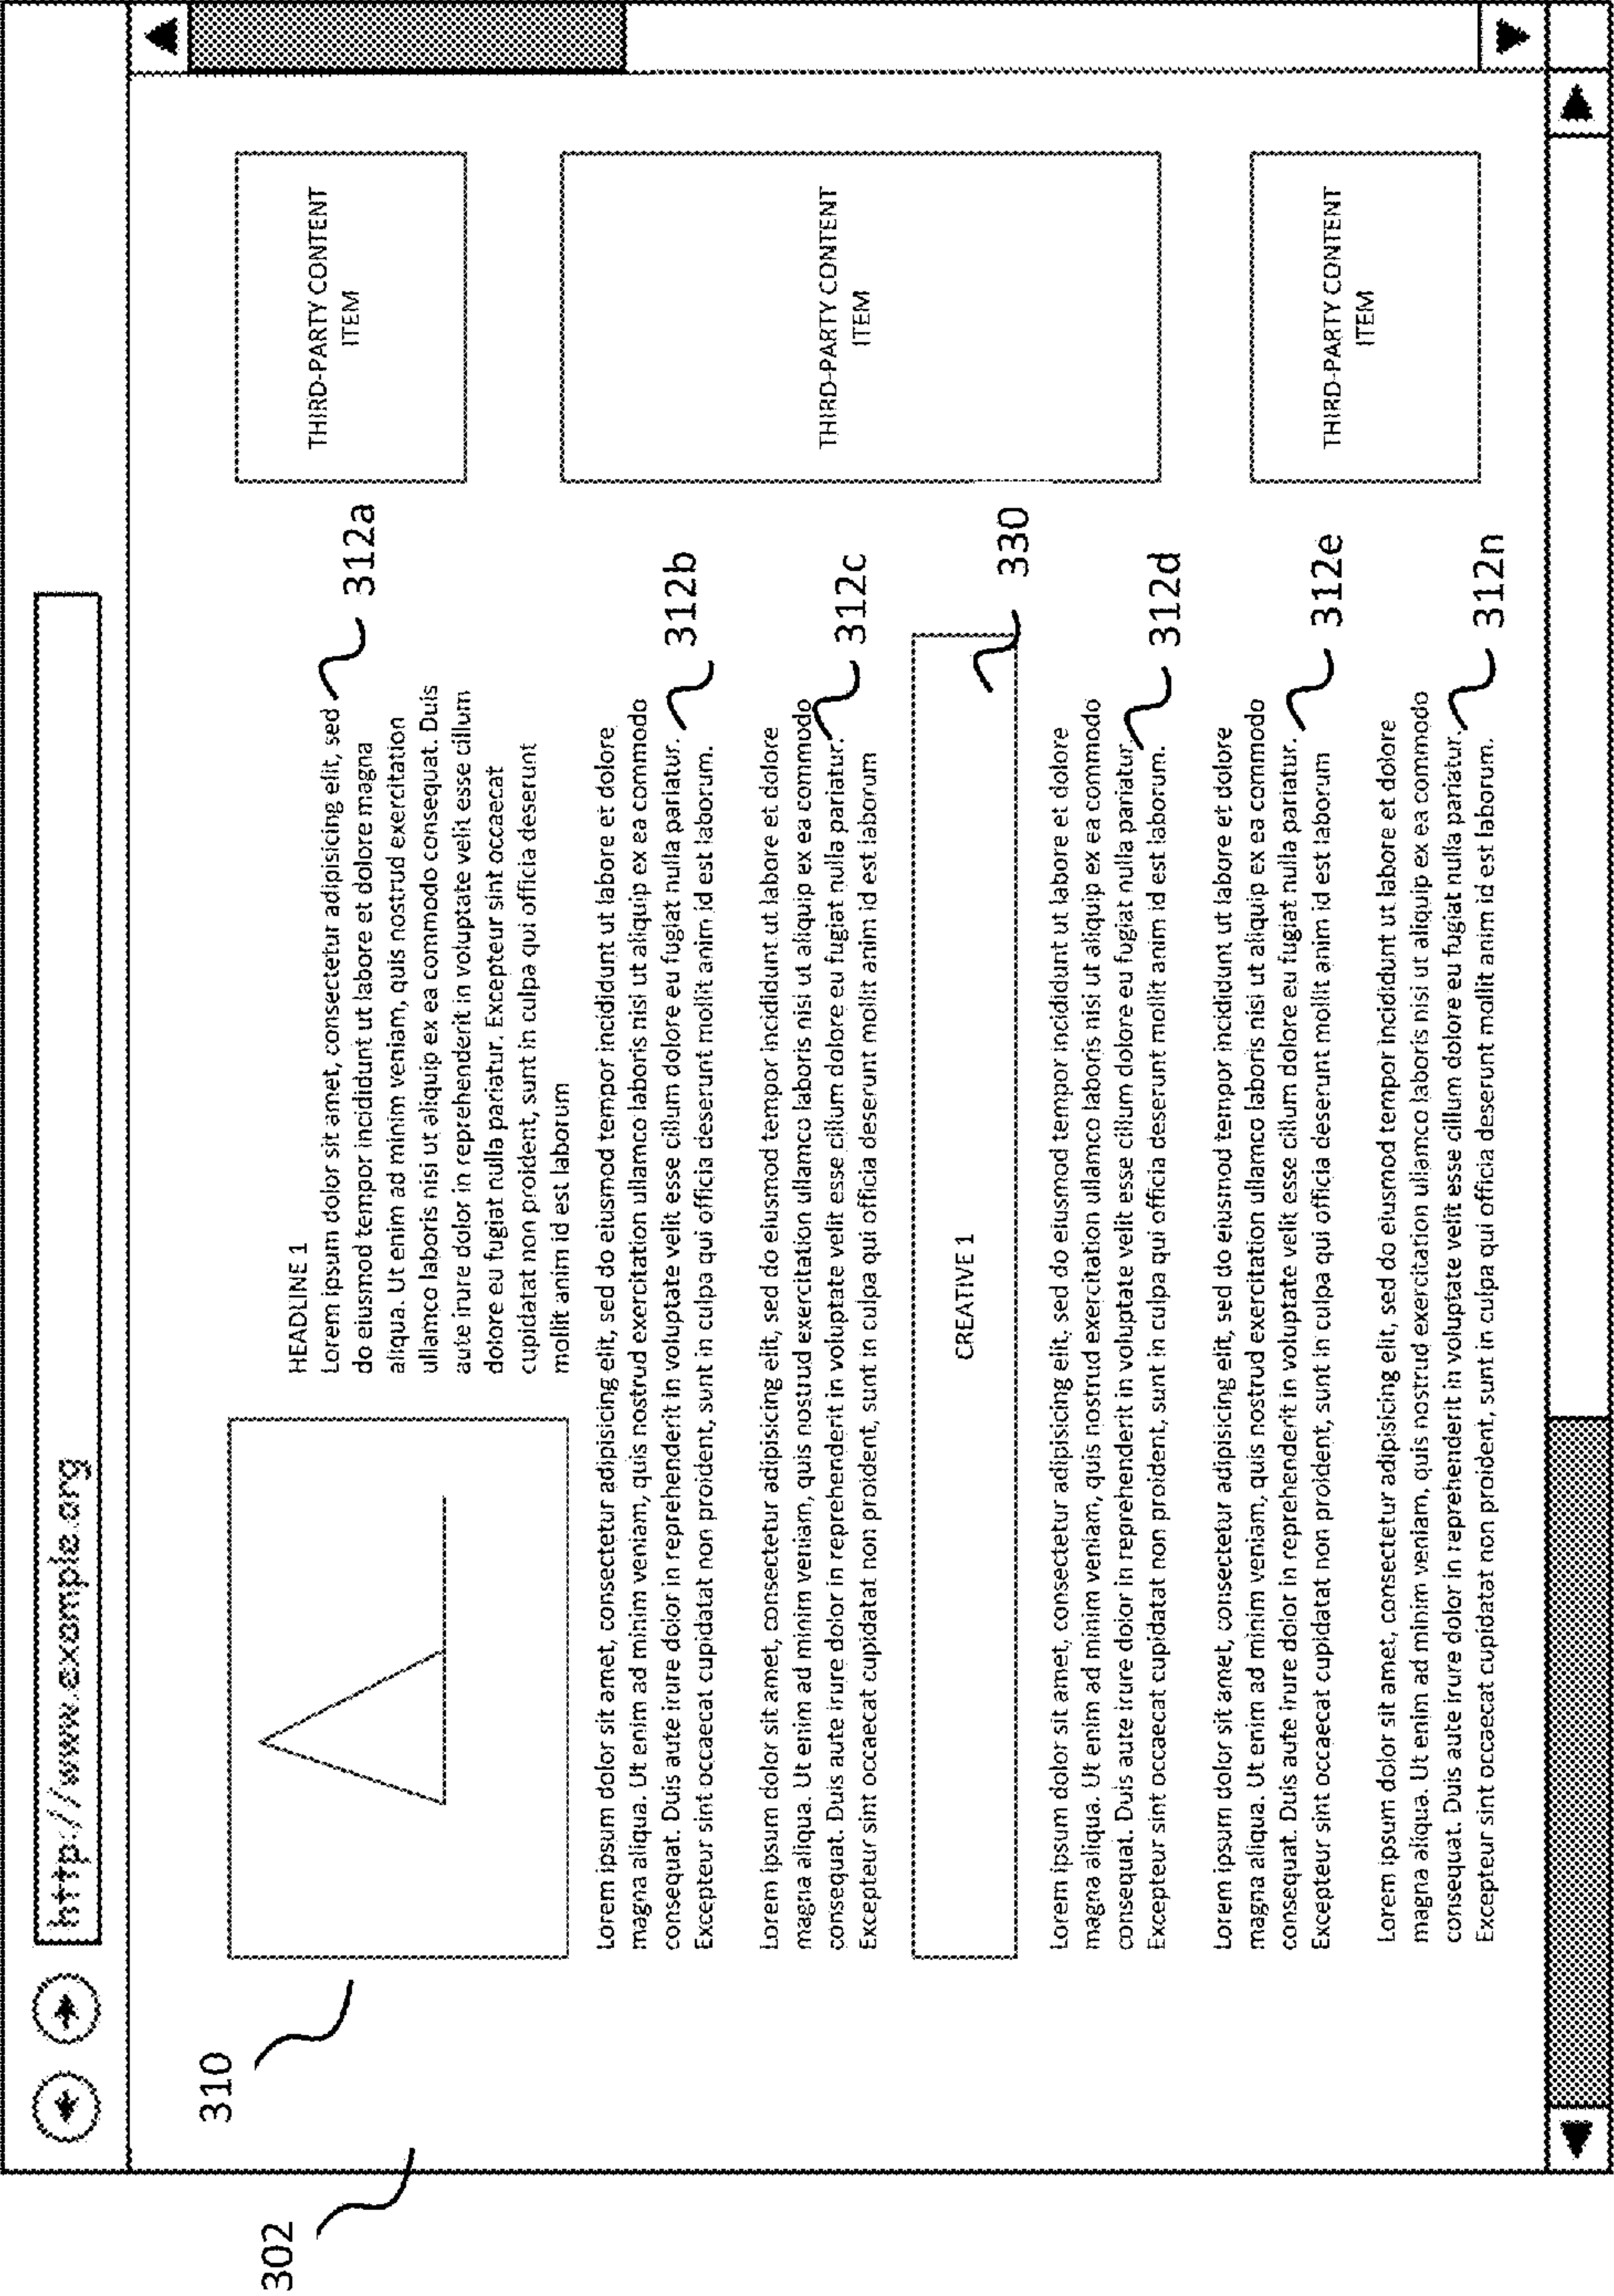 http://www.example.org
302
310
HEADLINE 1
Lorem ipsum dolor sit amet, consectetur adipisicing elit, sed
do eiusmod tempor incididunt ut labore et dolore magna
aliqua. Ut enim ad minim veniam, quis nostrud exercitation
ullamco laboris nisi ut aliquip ex ea commodo consequat. Duis
aute irure dolor in reprehenderit in voluptate velit esse cillum
dolore eu fugiat nulla pariatur. Excepteur sint occaecat
cupidatat non proident, sunt in culpa qui officia deserunt
mollit anim id est laborum
312a
THIRD-PARTY CONTENT
ITEM
Lorem ipsum dolor sit amet, consectetur adipisicing elit, sed do eiusmod tempor incididunt ut labore et dolore
magna aliqua. Ut enim ad minim veniam, quis nostrud exercitation ullamco laboris nisi ut aliquip ex ea commodo
consequat. Duis aute irure dolor in reprehenderit in voluptate velit esse cillum dolore eu fugiat nulla pariatur.
Excepteur sint occaecat cupidatat non proident, sunt in culpa qui officia deserunt mollit anim id est laborum.
312b
Lorem ipsum dolor sit amet, consectetur adipisicing elit, sed do eiusmod tempor incididunt ut labore et dolore
magna aliqua. Ut enim ad minim veniam, quis nostrud exercitation ullamco laboris nisi ut aliquip ex ea commodo
consequat. Duis aute irure dolor in reprehenderit in voluptate velit esse cillum dolore eu fugiat nulla pariatur.
Excepteur sint occaecat cupidatat non proident, sunt in culpa qui officia deserunt mollit anim id est laborum
312c
THIRD-PARTY CONTENT
ITEM
CREATIVE 1
330
Lorem ipsum dolor sit amet, consectetur adipisicing elit, sed do eiusmod tempor incididunt ut labore et dolore
magna aliqua. Ut enim ad minim veniam, quis nostrud exercitation ullamco laboris nisi ut aliquip ex ea commodo
consequat. Duis aute irure dolor in reprehenderit in voluptate velit esse cillum dolore eu fugiat nulla pariatur.
Excepteur sint occaecat cupidatat non proident, sunt in culpa qui officia deserunt mollit anim id est laborum.
312d
Lorem ipsum dolor sit amet, consectetur adipisicing elit, sed do eiusmod tempor incididunt ut labore et dolore
magna aliqua. Ut enim ad minim veniam, quis nostrud exercitation ullamco laboris nisi ut aliquip ex ea commodo
consequat. Duis aute irure dolor in reprehenderit in voluptate velit esse cillum dolore eu fugiat nulla pariatur.
Excepteur sint occaecat cupidatat non proident, sunt in culpa qui officia deserunt mollit anim id est laborum
312e
THIRD-PARTY CONTENT
ITEM
Lorem ipsum dolor sit amet, consectetur adipisicing elit, sed do eiusmod tempor incididunt ut labore et dolore
magna aliqua. Ut enim ad minim veniam, quis nostrud exercitation ullamco laboris nisi ut aliquip ex ea commodo
consequat. Duis aute irure dolor in reprehenderit in voluptate velit esse cillum dolore eu fugiat nulla pariatur.
Excepteur sint occaecat cupidatat non proident, sunt in culpa qui officia deserunt mollit anim id est laborum.
312n